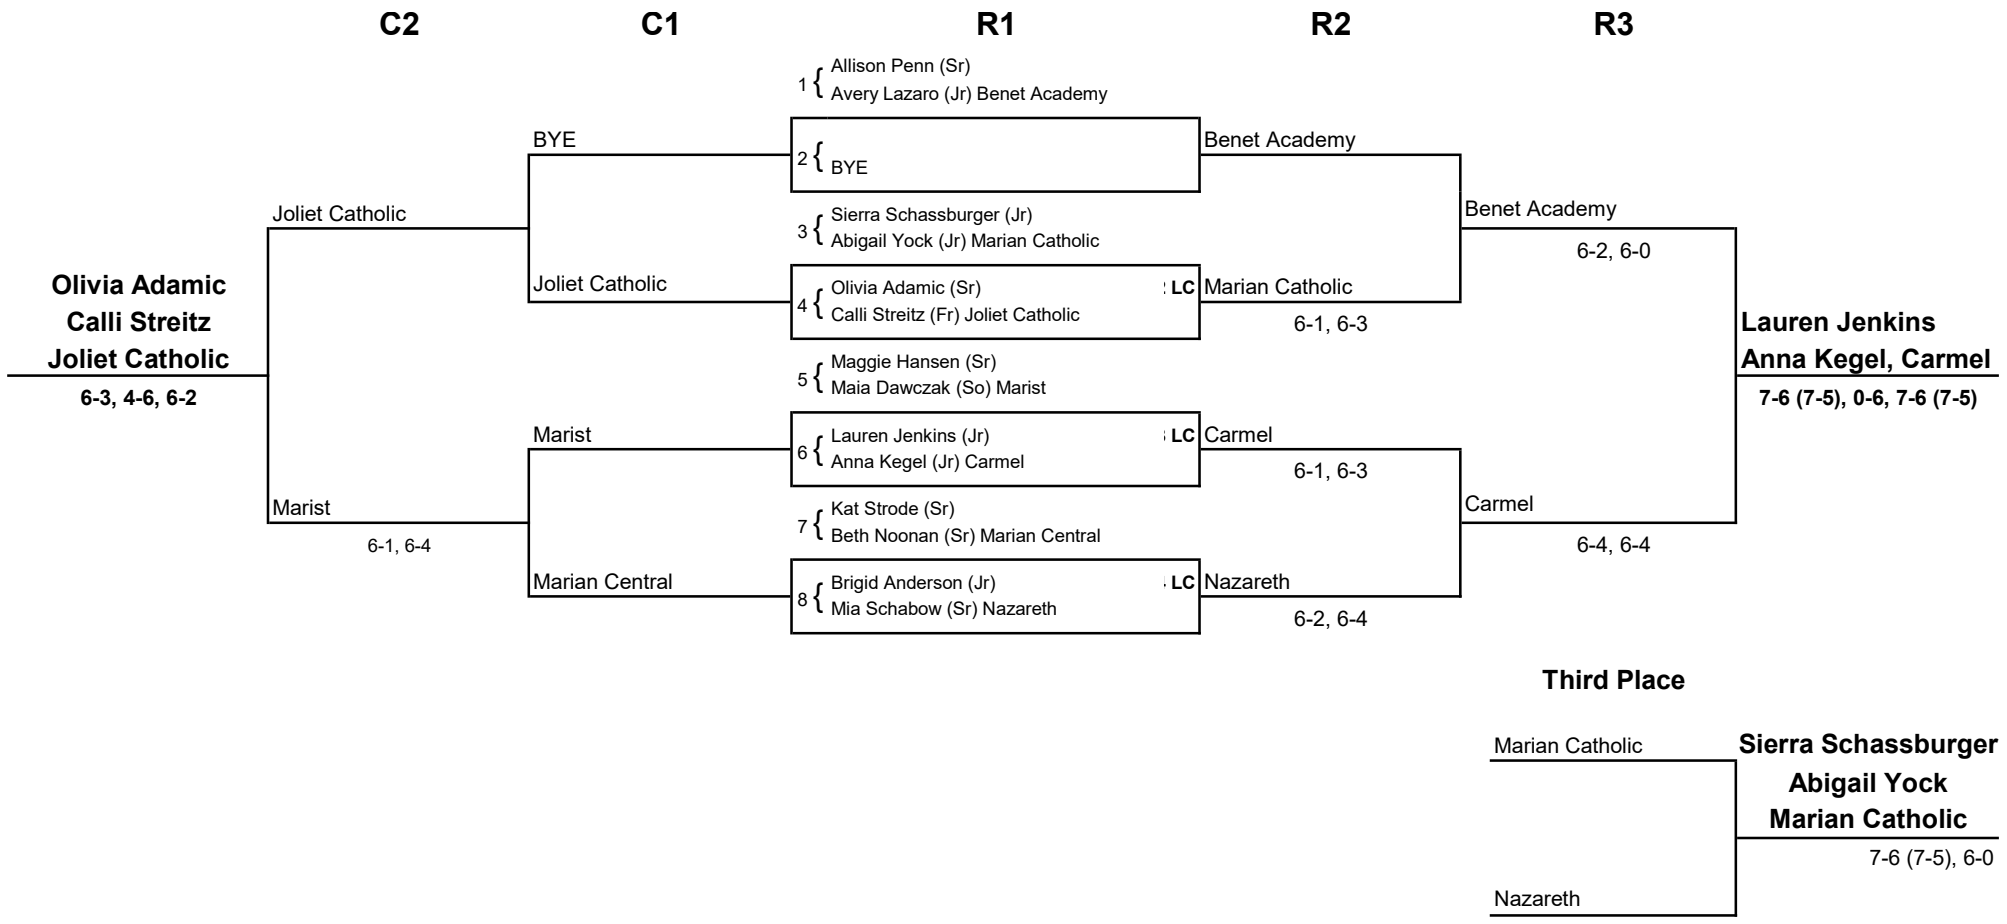 C2 C1 R1 R2 R3
1 { Allison Penn (Sr)
Avery Lazaro (Jr) Benet Academy
BYE
2 { BYE
Benet Academy
3 { Sierra Schassburger (Jr)
Abigail Yock (Jr) Marian Catholic
Joliet Catholic
Benet Academy
6-2, 6-0
Joliet Catholic
4 { Olivia Adamic (Sr)
Calli Streitz (Fr) Joliet Catholic
LC
Marian Catholic
6-1, 6-3
Olivia Adamic
Calli Streitz
Joliet Catholic
6-3, 4-6, 6-2
5 { Maggie Hansen (Sr)
Maia Dawczak (So) Marist
Lauren Jenkins
Anna Kegel, Carmel
7-6 (7-5), 0-6, 7-6 (7-5)
Marist
6 { Lauren Jenkins (Jr)
Anna Kegel (Jr) Carmel
LC
Carmel
6-1, 6-3
Marist
6-1, 6-4
7 { Kat Strode (Sr)
Beth Noonan (Sr) Marian Central
Carmel
6-4, 6-4
Marian Central
8 { Brigid Anderson (Jr)
Mia Schabow (Sr) Nazareth
LC
Nazareth
6-2, 6-4
Third Place
Marian Catholic
Sierra Schassburger
Abigail Yock
Marian Catholic
7-6 (7-5), 6-0
Nazareth